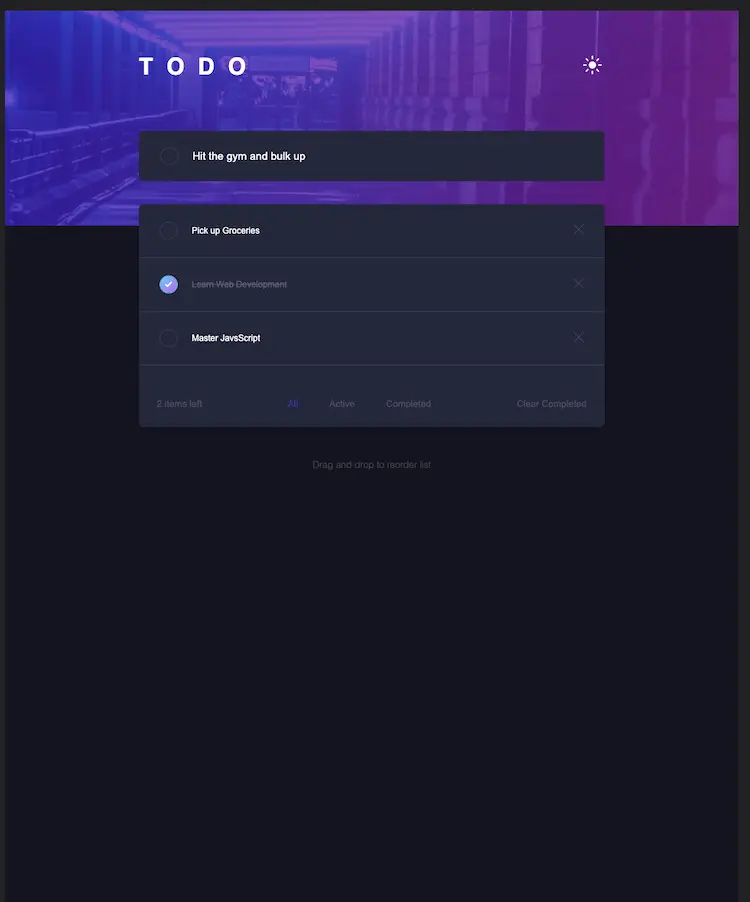 T O D O
Hit the gym and bulk up
Pick up Groceries
Learn Web Development
Master JavsScript
2 items left All Active Completed Clear Completed
Drag and drop to reorder list